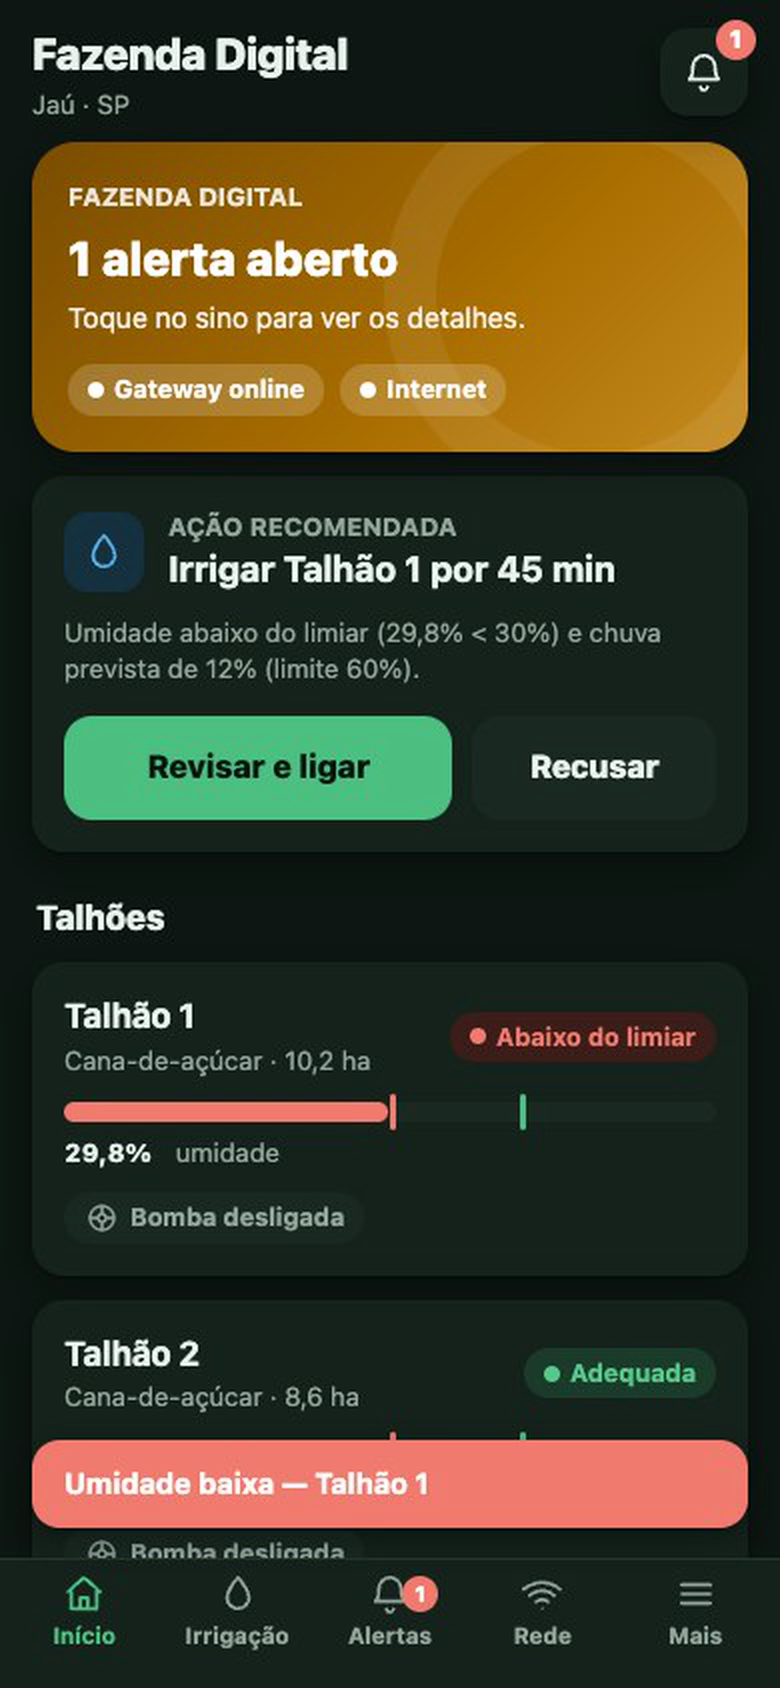 Fazenda Digital
1
Jaú · SP
FAZENDA DIGITAL
1 alerta aberto
Toque no sino para ver os detalhes.
Gateway online
Internet
AÇÃO RECOMENDADA
Irrigar Talhão 1 por 45 min
Umidade abaixo do limiar (29,8% < 30%) e chuva
prevista de 12% (limite 60%).
Revisar e ligar
Recusar
Talhões
Talhão 1
Cana-de-açúcar · 10,2 ha
Abaixo do limiar
29,8% umidade
Bomba desligada
Talhão 2
Cana-de-açúcar · 8,6 ha
Adequada
Umidade baixa — Talhão 1
Bomba desligada
1
Início
Irrigação
Alertas
Rede
Mais